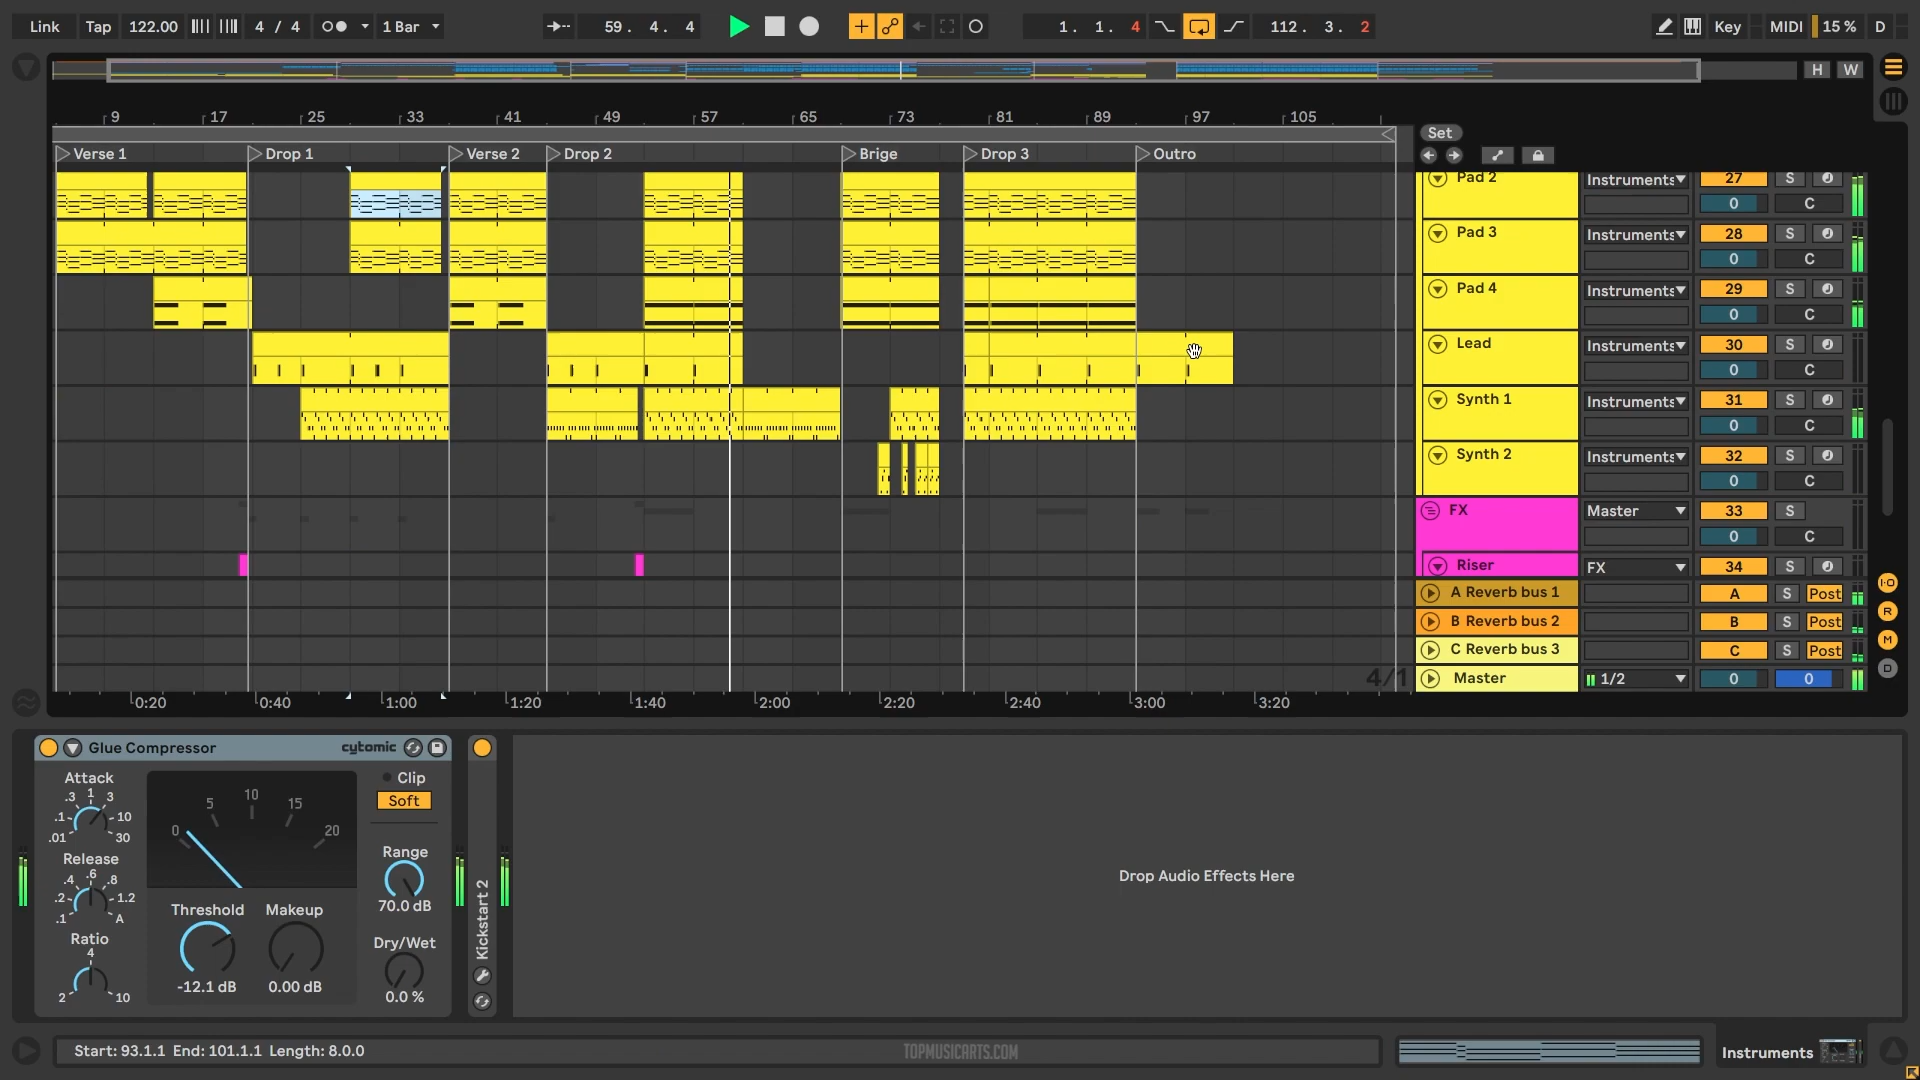 Link Tap 122.00 4 / 4 1 Bar 59. 4. 4 1. 1. 4 112. 3. 2 Key MIDI 15 % D
H W
9 17 25 33 41 49 57 65 73 81 89 97 105
Set
Verse 1 Drop 1 Verse 2 Drop 2 Brige Drop 3 Outro
Pad 2 Instruments 27 S
0 C
Pad 3 Instruments 28 S
0 C
Pad 4 Instruments 29 S
0 C
Lead Instruments 30 S
0 C
Synth 1 Instruments 31 S
0 C
Synth 2 Instruments 32 S
0 C
FX Master 33 S
0 C
Riser FX 34 S
A Reverb bus 1 A S Post
B Reverb bus 2 B S Post
C Reverb bus 3 C S Post
4/1 Master 1/2 0 0
I·O
R
M
D
0:20 0:40 1:00 1:20 1:40 2:00 2:20 2:40 3:00 3:20
Glue Compressor cytomic
Attack
.01 .1 .3 1 3 10 30
Release
.1 .2 .4 .6 .8 1.2 A
Ratio
2 4 10
0 5 10 15 20
Threshold Makeup
-12.1 dB 0.00 dB
Clip
Soft
Range
70.0 dB
Dry/Wet
0.0 %
Kickstart 2
Drop Audio Effects Here
Start: 93.1.1 End: 101.1.1 Length: 8.0.0
TOPMUSICARTS.COM
Instruments